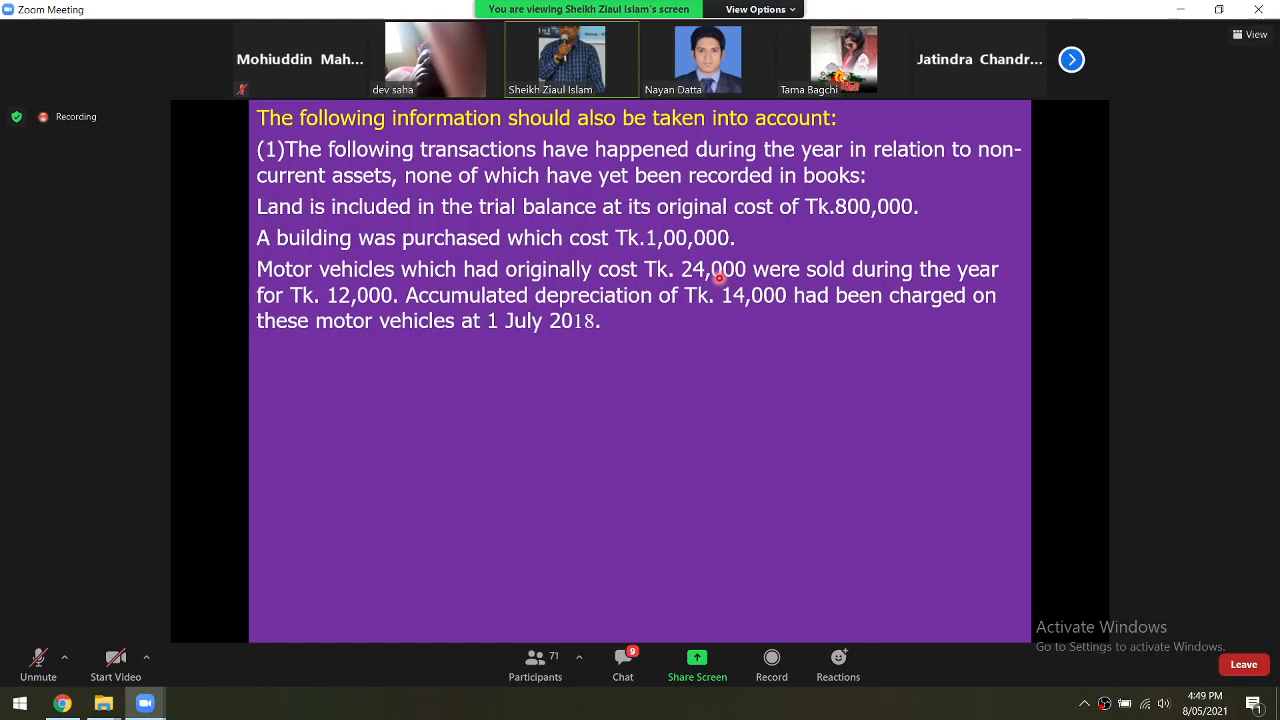 Zoom Meeting
You are viewing Sheikh Ziaul Islam's screen
View Options
View
Mohiuddin Mah...
dev saha
Sheikh Ziaul Islam
Nayan Datta
Tama Bagchi
Jatindra Chandr...
Recording
The following information should also be taken into account:
(1)The following transactions have happened during the year in relation to non-
current assets, none of which have yet been recorded in books:
Land is included in the trial balance at its original cost of Tk.800,000.
A building was purchased which cost Tk.1,00,000.
Motor vehicles which had originally cost Tk. 24,000 were sold during the year
for Tk. 12,000. Accumulated depreciation of Tk. 14,000 had been charged on
these motor vehicles at 1 July 2018.
Activate Windows
Go to Settings to activate Windows.
Unmute
Start Video
71
Participants
9
Chat
Share Screen
Record
Reactions
Leave
4:49 PM
8/05/2021
1